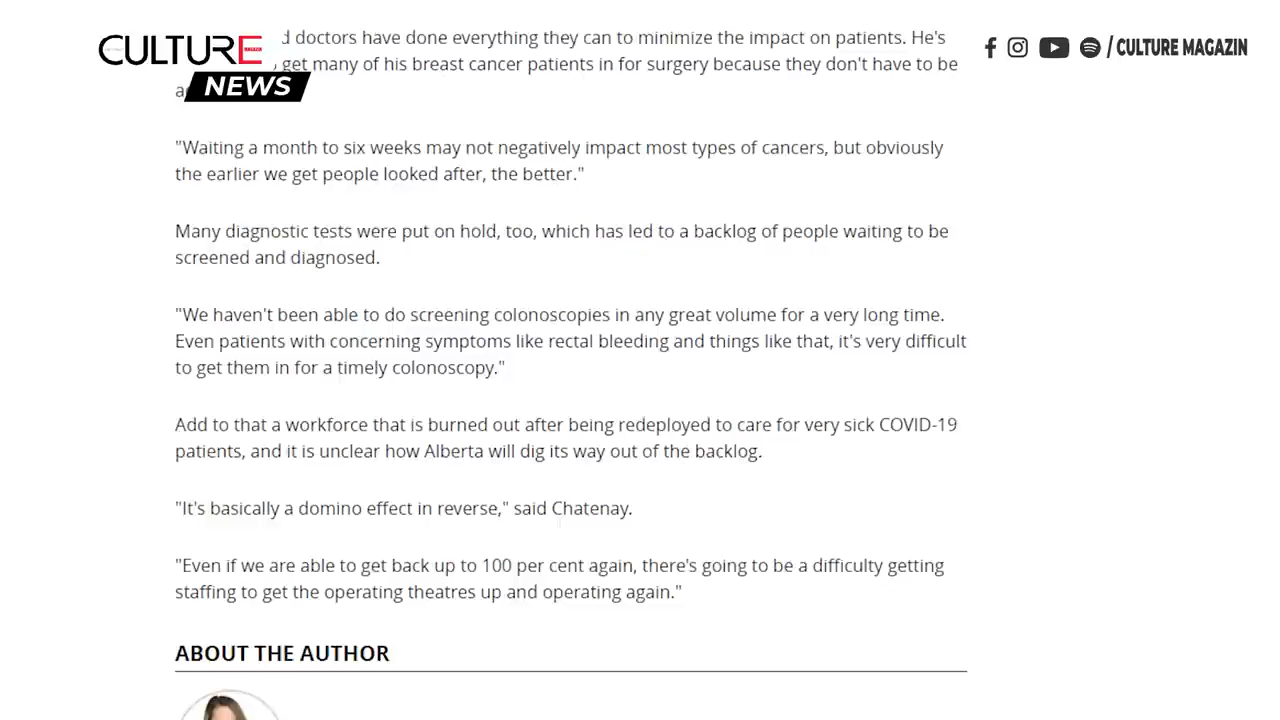 CULTURE
NEWS
/ CULTURE MAGAZIN
doctors have done everything they can to minimize the impact on patients. He's
get many of his breast cancer patients in for surgery because they don't have to be
"Waiting a month to six weeks may not negatively impact most types of cancers, but obviously
the earlier we get people looked after, the better."
Many diagnostic tests were put on hold, too, which has led to a backlog of people waiting to be
screened and diagnosed.
"We haven't been able to do screening colonoscopies in any great volume for a very long time.
Even patients with concerning symptoms like rectal bleeding and things like that, it's very difficult
to get them in for a timely colonoscopy."
Add to that a workforce that is burned out after being redeployed to care for very sick COVID-19
patients, and it is unclear how Alberta will dig its way out of the backlog.
"It's basically a domino effect in reverse," said Chatenay.
"Even if we are able to get back up to 100 per cent again, there's going to be a difficulty getting
staffing to get the operating theatres up and operating again."
ABOUT THE AUTHOR